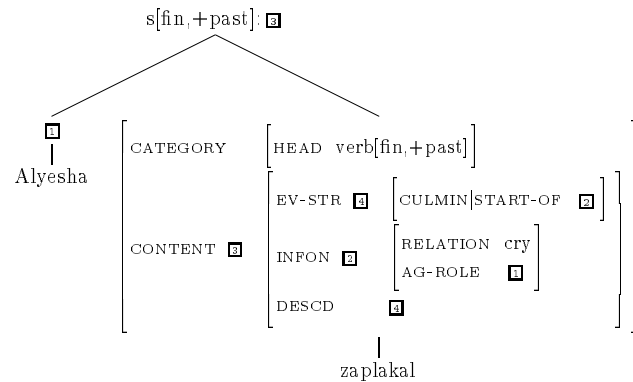 s[fin,+past]: 3
1
Alyesha
CATEGORY [HEAD verb[fin,+past]]
EV-STR 4 [CULMIN|START-OF 2]
CONTENT 3
INFON 2
RELATION cry
AG-ROLE 1
DESCD 4
zaplakal